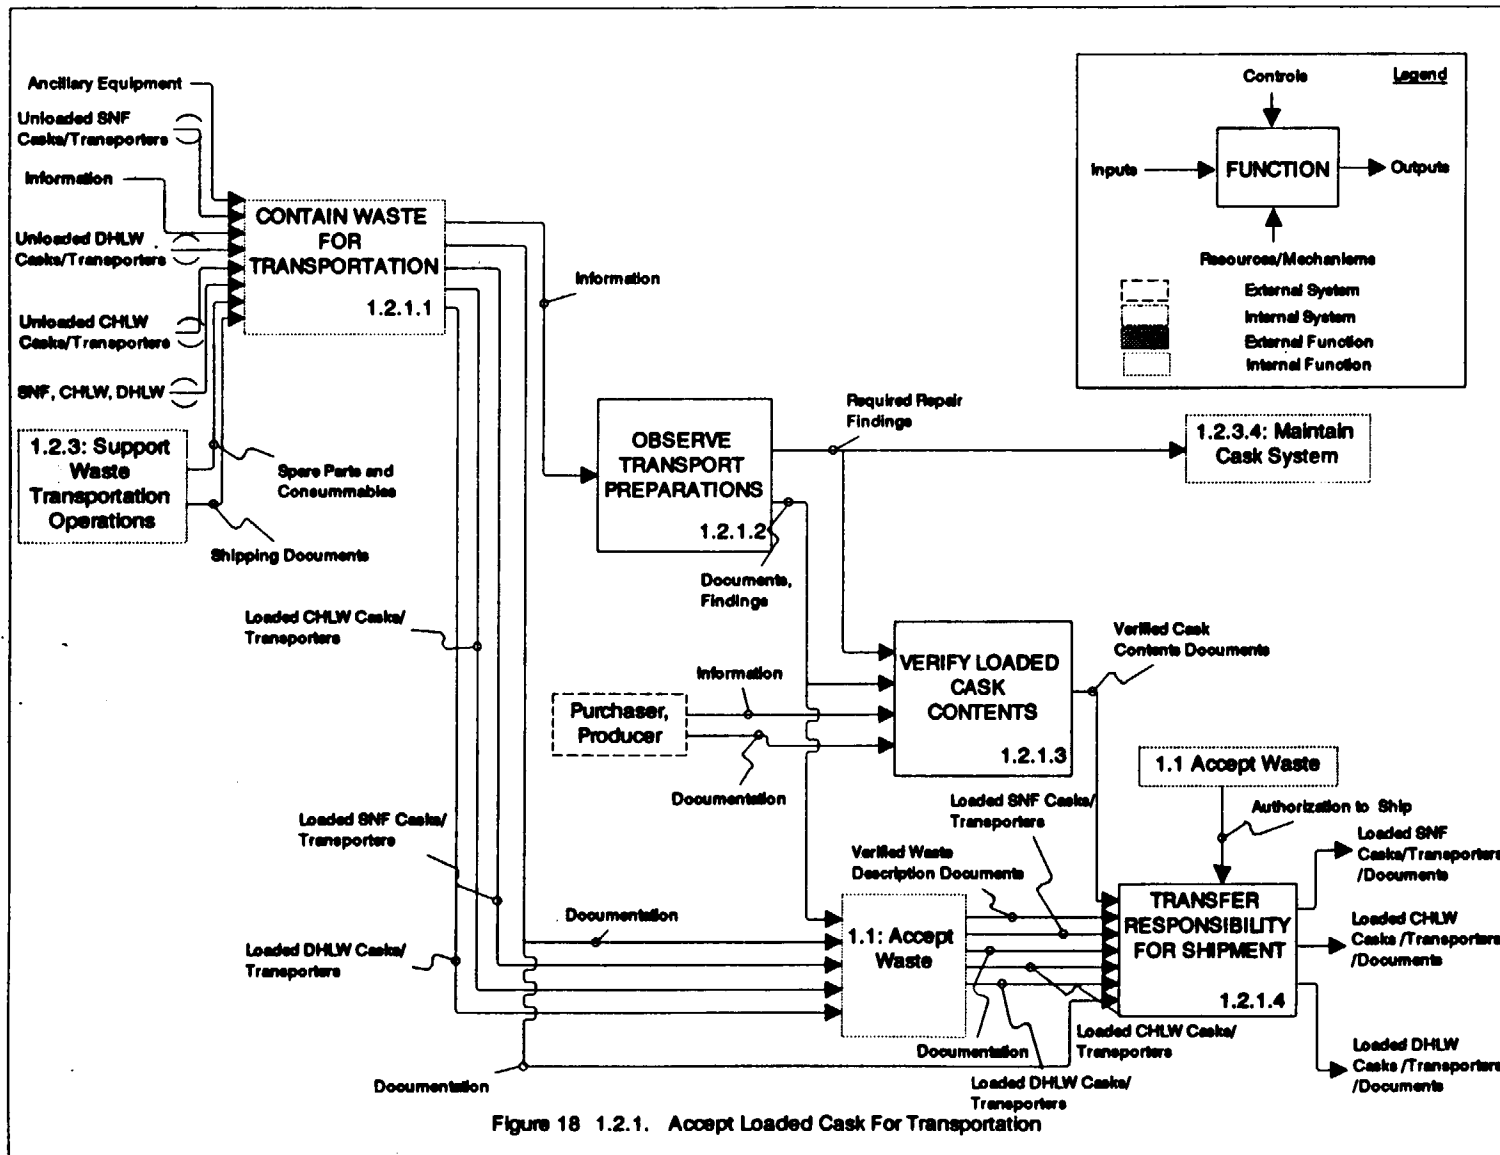 Ancillary Equipment
Unloaded SNF
Casks/Transporters
Information
Unloaded DHLW
Casks/Transporters
Unloaded CHLW
Casks/Transporters
SNF, CHLW, DHLW
CONTAIN WASTE
FOR
TRANSPORTATION
1.2.1.1
Information
Controls
Legend
Inputs
FUNCTION
Outputs
Resources/Mechanisms
External System
Internal System
External Function
Internal Function
1.2.3: Support
Waste
Transportation
Operations
Spare Parts and
Consummables
Shipping Documents
OBSERVE
TRANSPORT
PREPARATIONS
1.2.1.2
Required Repair
Findings
1.2.3.4: Maintain
Cask System
Documents,
Findings
Loaded CHLW Casks/
Transporters
Information
Purchaser,
Producer
Documentation
VERIFY LOADED
CASK
CONTENTS
1.2.1.3
Verified Cask
Contents Documents
1.1 Accept Waste
Authorization to Ship
Loaded SNF Casks/
Transporters
Loaded SNF Casks/
Transporters
Verified Waste
Description Documents
Documentation
Loaded DHLW Casks/
Transporters
1.1: Accept
Waste
TRANSFER
RESPONSIBILITY
FOR SHIPMENT
1.2.1.4
Loaded SNF
Casks/Transporters
/Documents
Loaded CHLW
Casks /Transporters
/Documents
Loaded DHLW
Casks /Transporters
/Documents
Documentation
Loaded CHLW Casks/
Transporters
Loaded DHLW Casks/
Transporters
Documentation
Figure 18 1.2.1. Accept Loaded Cask For Transportation